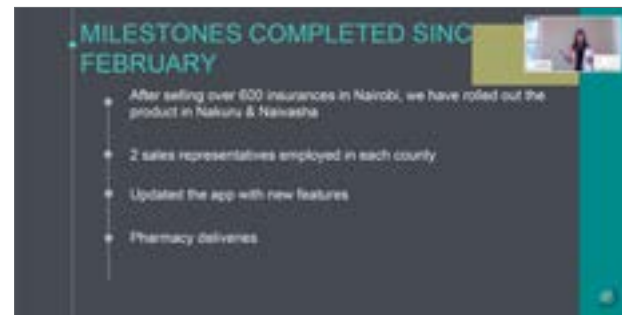 MILESTONES COMPLETED SINC
FEBRUARY
After selling over 600 insurances in Nairobi, we have rolled out the
product in Nakuru & Naivasha
2 sales representatives employed in each county
Updated the app with new features
Pharmacy deliveries